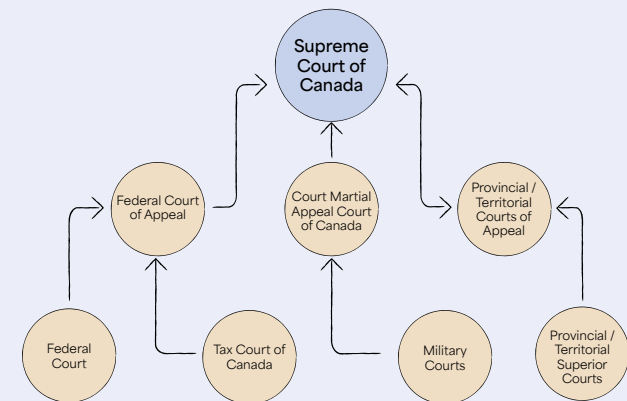 Supreme
Court of
Canada
Federal Court
of Appeal
Court Martial
Appeal Court
of Canada
Provincial /
Territorial
Courts of
Appeal
Federal
Court
Tax Court of
Canada
Military
Courts
Provincial /
Territorial
Superior
Courts